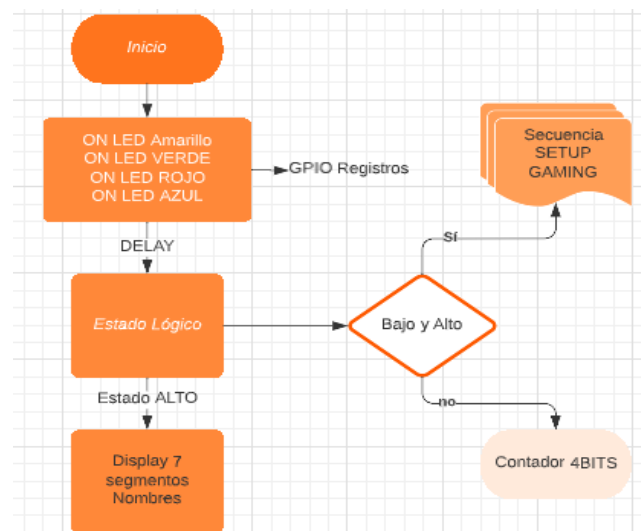 Inicio
ON LED Amarillo
ON LED VERDE
ON LED ROJO
ON LED AZUL
GPIO Registros
Secuencia
SETUP
GAMING
DELAY
Sí
Estado Lógico
Bajo y Alto
Estado ALTO
no
Display 7
segmentos
Nombres
Contador 4BITS